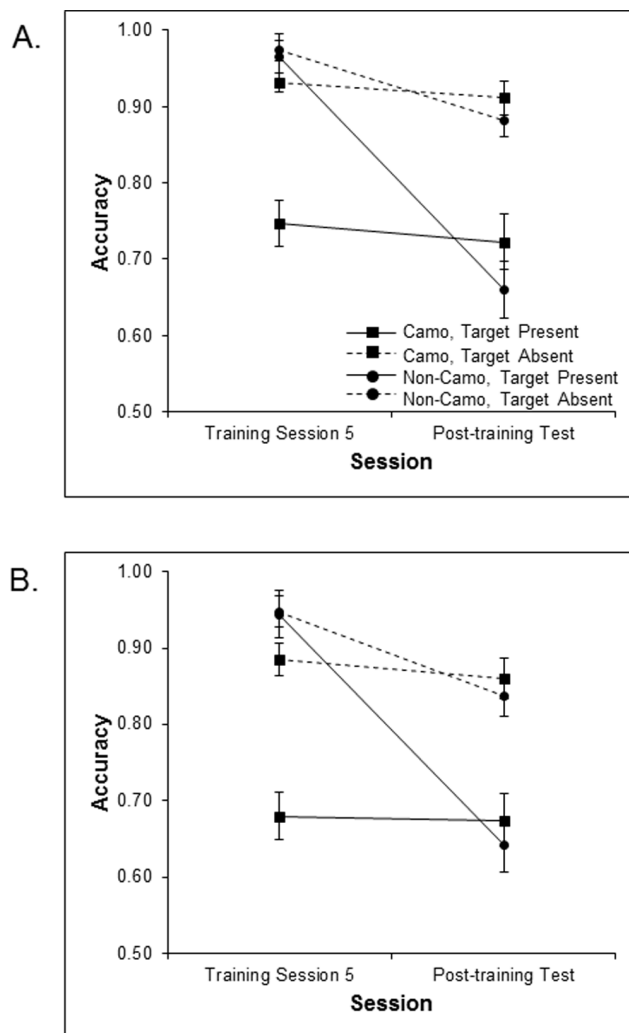 A.
1.00
0.90
0.80
0.70
0.60
0.50
Accuracy
Camo, Target Present
Camo, Target Absent
Non-Camo, Target Present
Non-Camo, Target Absent
Training Session 5 Post-training Test
Session
B.
1.00
0.90
0.80
0.70
0.60
0.50
Accuracy
Training Session 5 Post-training Test
Session